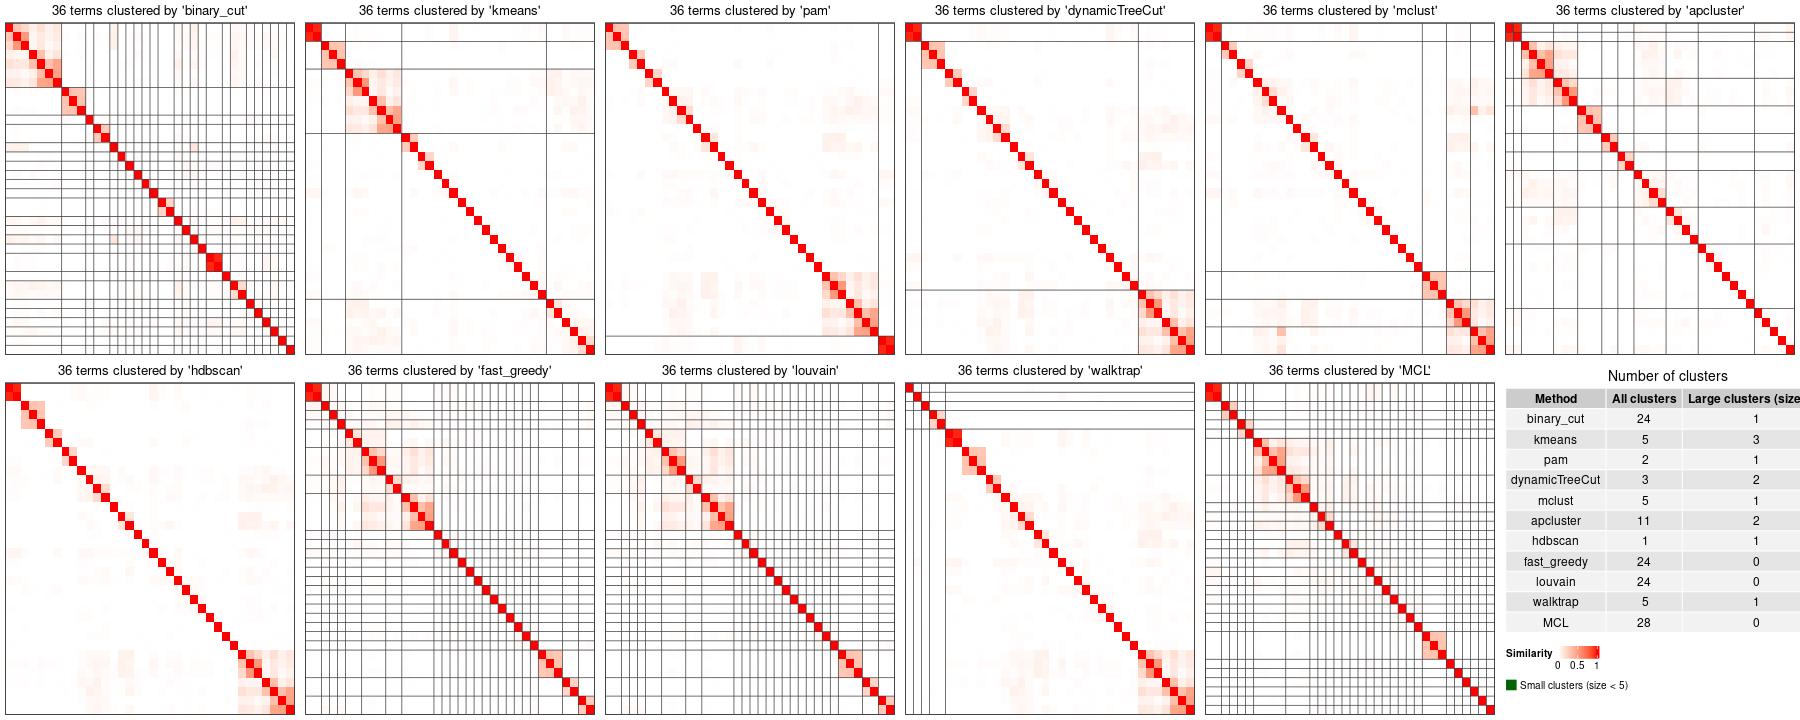 36 terms clustered by 'binary_cut'
36 terms clustered by 'kmeans'
36 terms clustered by 'pam'
36 terms clustered by 'dynamicTreeCut'
36 terms clustered by 'mclust'
36 terms clustered by 'apcluster'
36 terms clustered by 'hdbscan'
36 terms clustered by 'fast_greedy'
36 terms clustered by 'louvain'
36 terms clustered by 'walktrap'
36 terms clustered by 'MCL'
Number of clusters
Method All clusters Large clusters (size
binary_cut 24 1
kmeans 5 3
pam 2 1
dynamicTreeCut 3 2
mclust 5 1
apcluster 11 2
hdbscan 1 1
fast_greedy 24 0
louvain 24 0
walktrap 5 1
MCL 28 0
Similarity
0 0.5 1
Small clusters (size < 5)